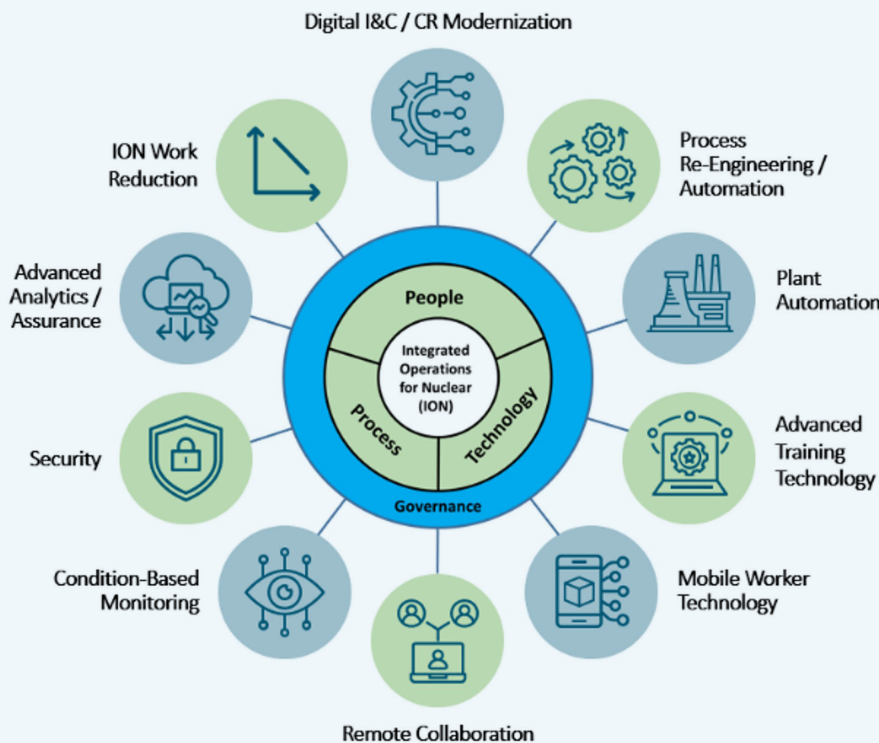 Digital I&C / CR Modernization
Process
Re-Engineering /
Automation
Plant
Automation
Advanced
Training
Technology
Mobile Worker
Technology
Remote Collaboration
Condition-Based
Monitoring
Security
Advanced
Analytics /
Assurance
ION Work
Reduction
People
Integrated
Operations
for Nuclear
(ION)
Process
Technology
Governance